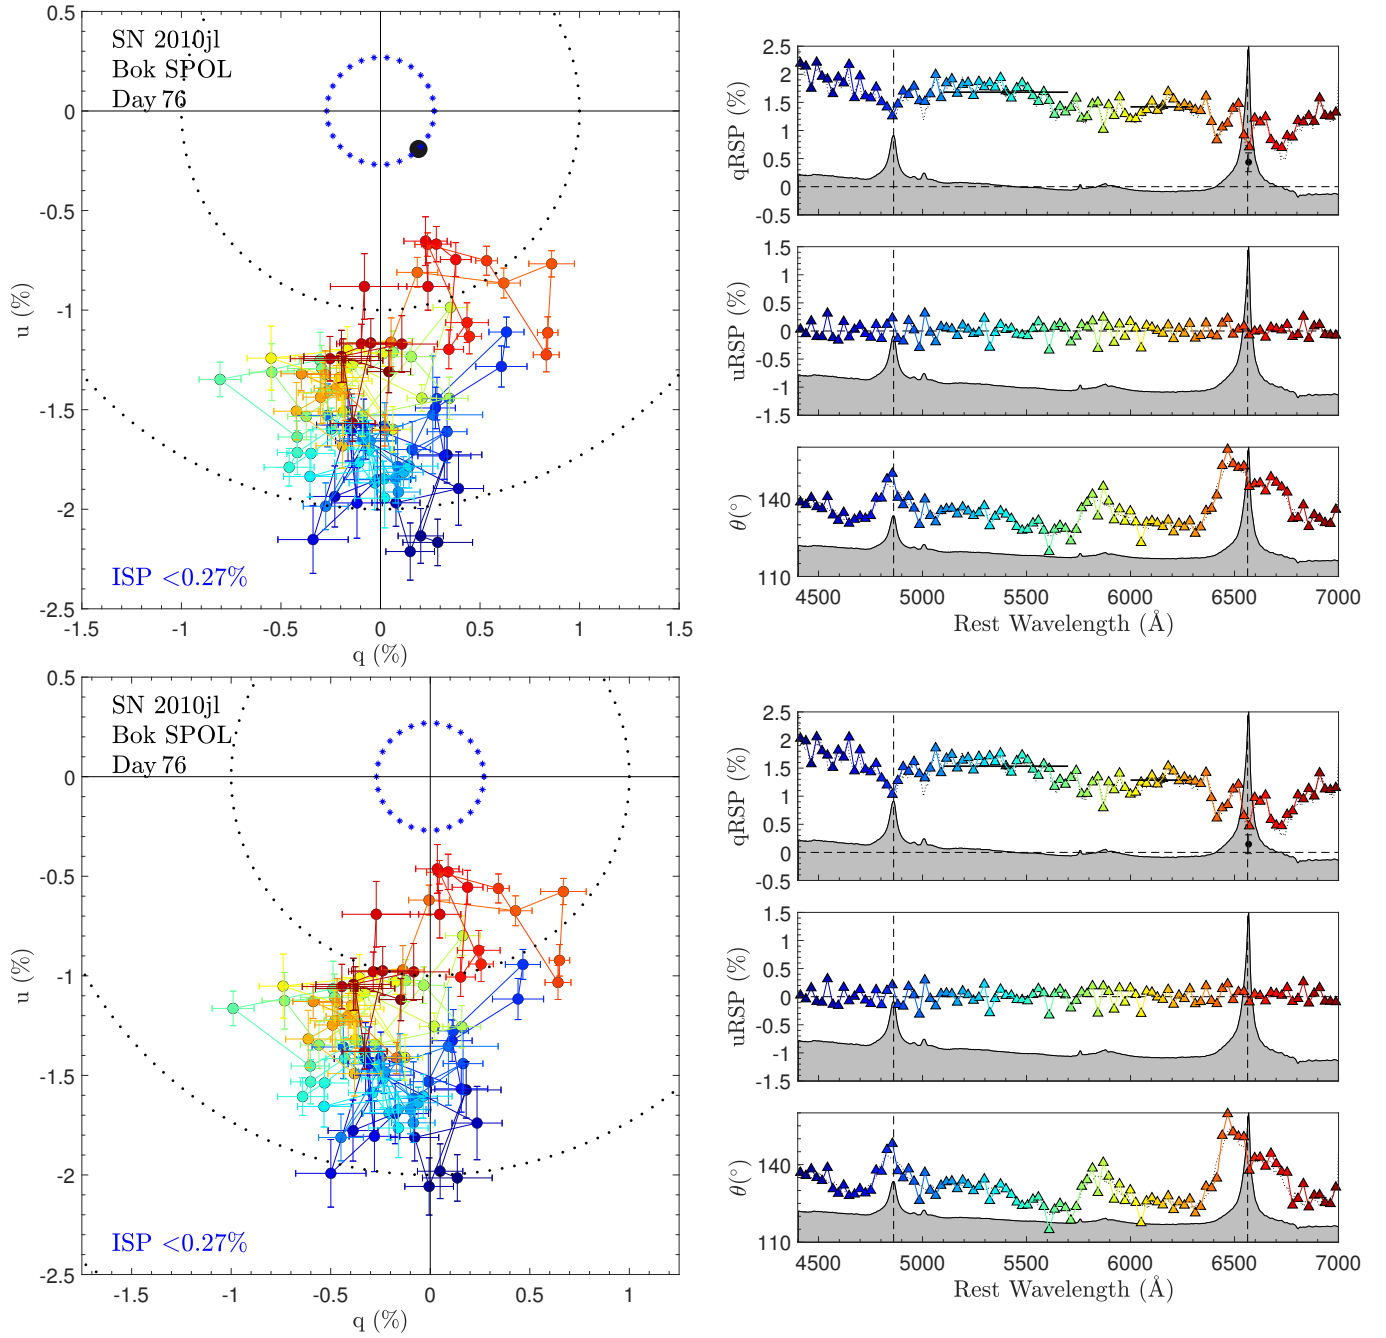 SN 2010jl
Bok SPOL
Day 76
ISP <0.27%
u (%)
0.5
0
-0.5
-1
-1.5
-2
-2.5
-1.5 -1 -0.5 0 0.5 1 1.5
q (%)
qRSP (%)
2.5
2
1.5
1
0.5
0
-0.5
uRSP (%)
1.5
1
0.5
0
-0.5
-1
-1.5
θ(°)
140
110
4500 5000 5500 6000 6500 7000
Rest Wavelength (Å)
SN 2010jl
Bok SPOL
Day 76
ISP <0.27%
u (%)
0.5
0
-0.5
-1
-1.5
-2
-2.5
-1.5 -1 -0.5 0 0.5 1
q (%)
qRSP (%)
2.5
2
1.5
1
0.5
0
-0.5
uRSP (%)
1.5
1
0.5
0
-0.5
-1
-1.5
θ(°)
140
110
4500 5000 5500 6000 6500 7000
Rest Wavelength (Å)